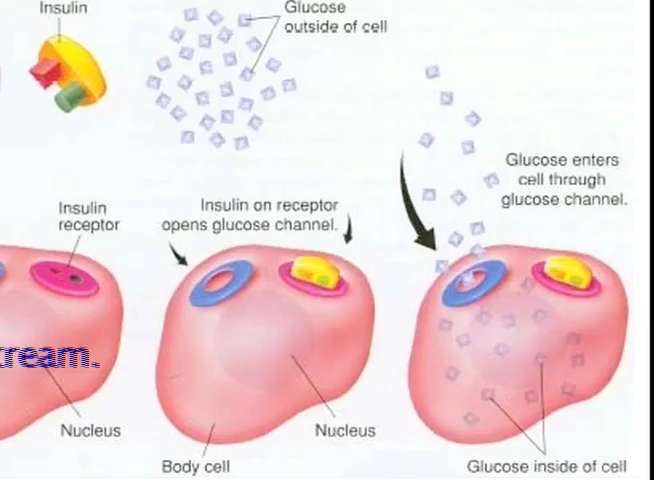 Insulin
Glucose
outside of cell
Glucose enters
cell through
glucose channel.
Insulin
receptor
Insulin on receptor
opens glucose channel.
cream.
Nucleus
Nucleus
Body cell
Glucose inside of cell